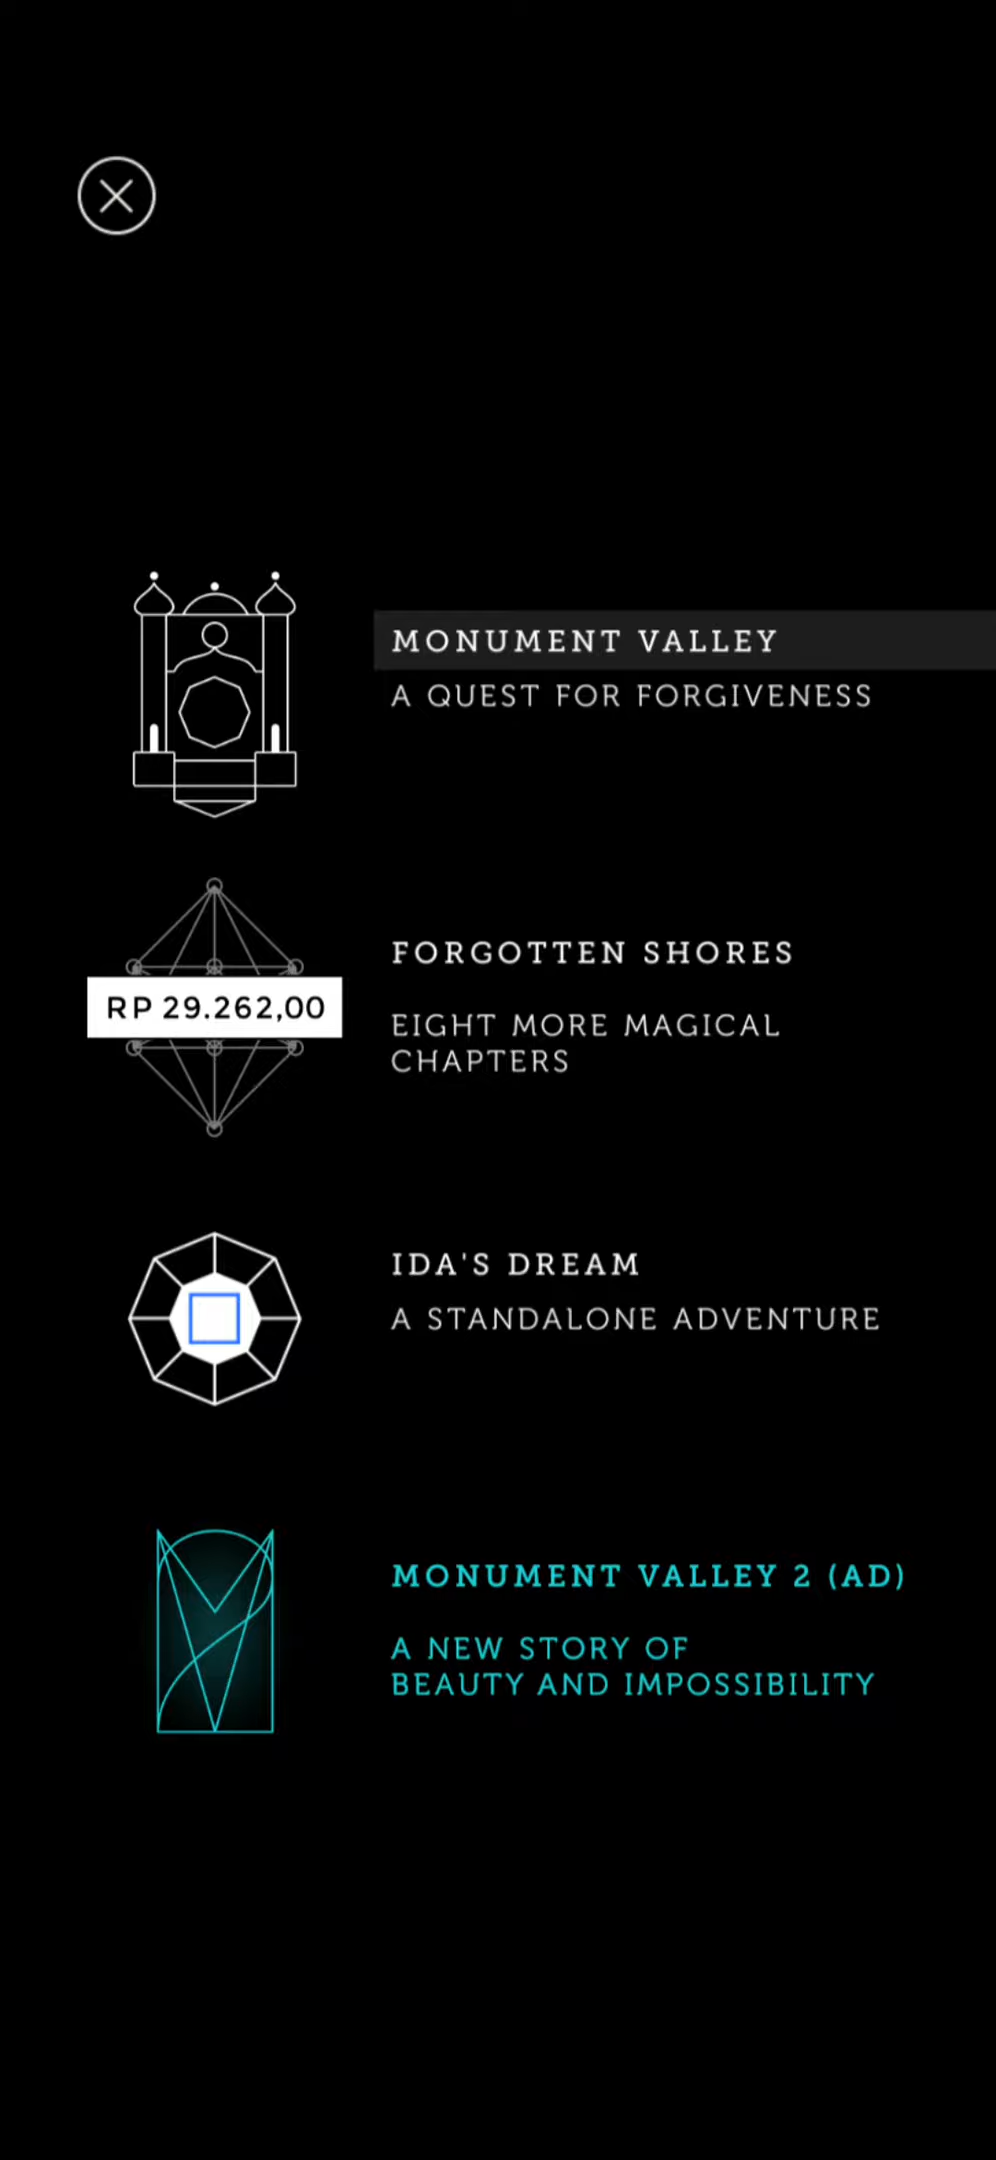 MONUMENT VALLEY
A QUEST FOR FORGIVENESS
FORGOTTEN SHORES
RP 29.262,00
EIGHT MORE MAGICAL
CHAPTERS
IDA'S DREAM
A STANDALONE ADVENTURE
MONUMENT VALLEY 2 (AD)
A NEW STORY OF
BEAUTY AND IMPOSSIBILITY